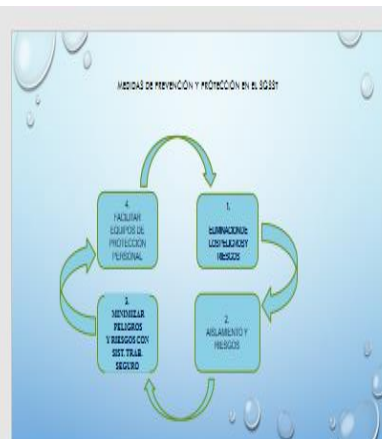 MEDIDAS DE PREVENCIÓN Y PROTECCIÓN EN EL SGSST
4.
FACILITAR
EQUIPOS DE
PROTECCIÓN
PERSONAL
1.
ELIMINACION DE
LOS PELIGROS Y
RIESGOS
3.
MINIMIZAR
PELIGROS
Y RIESGOS CON
SIST. TRAB.
SEGURO
2.
AISLAMIENTO Y
RIESGOS